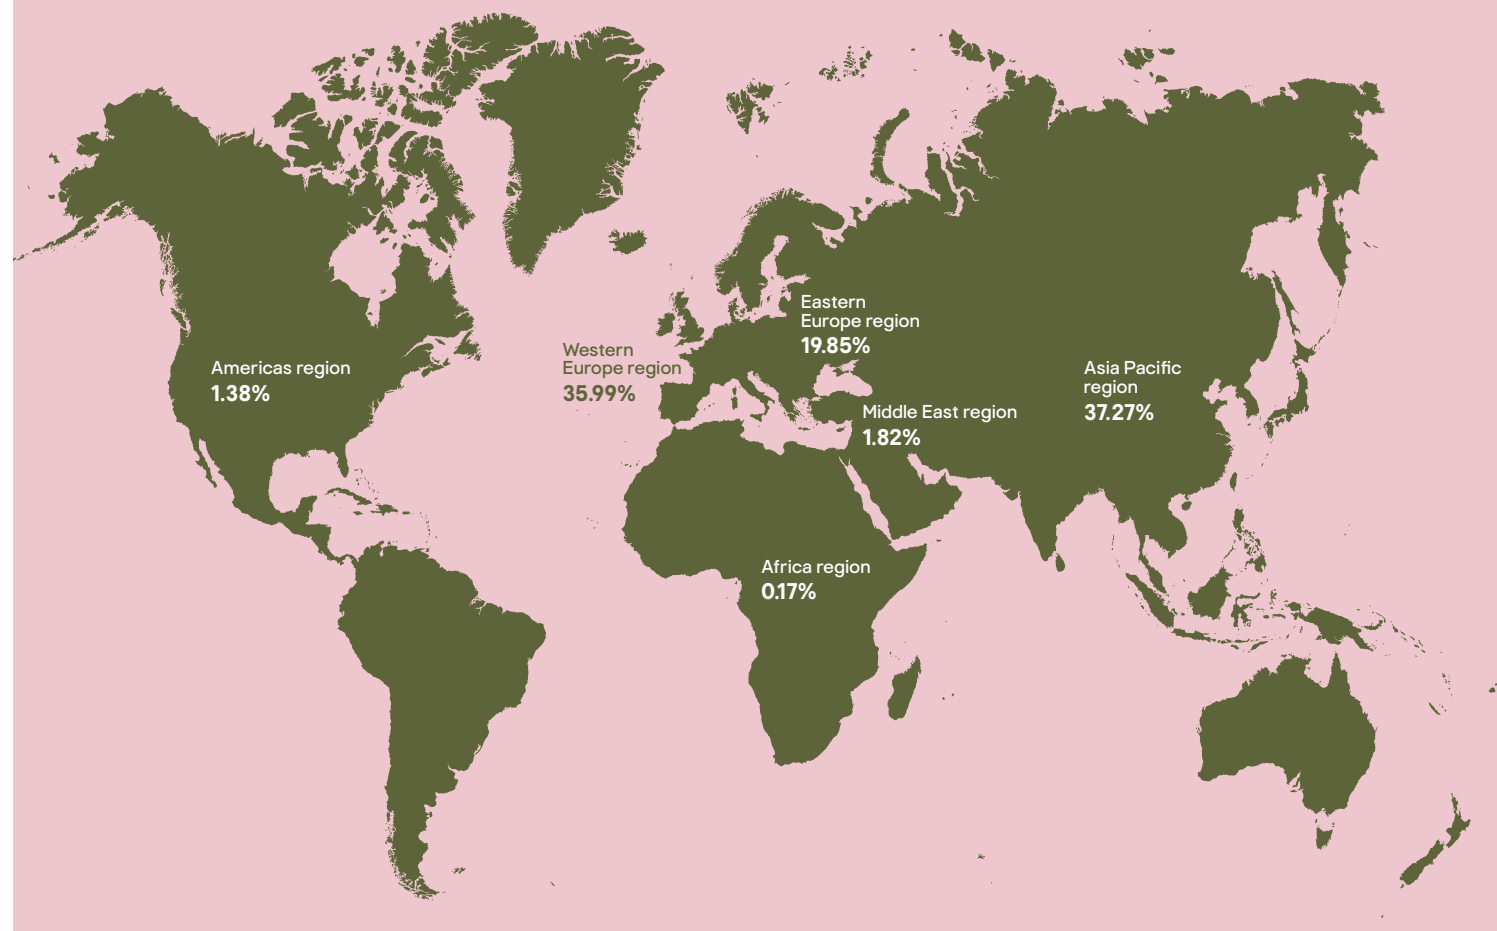 Americas region
1.38%
Western
Europe region
35.99%
Eastern
Europe region
19.85%
Middle East region
1.82%
Asia Pacific
region
37.27%
Africa region
0.17%